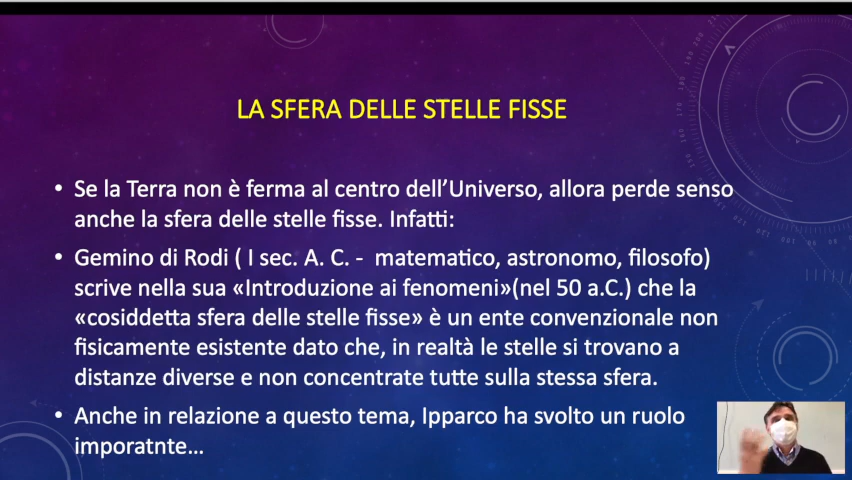 LA SFERA DELLE STELLE FISSE
• Se la Terra non è ferma al centro dell'Universo, allora perde senso
anche la sfera delle stelle fisse. Infatti:
• Gemino di Rodi ( I sec. A. C. - matematico, astronomo, filosofo)
scrive nella sua «Introduzione ai fenomeni»(nel 50 a.C.) che la
«cosiddetta sfera delle stelle fisse» è un ente convenzionale non
fisicamente esistente dato che, in realtà le stelle si trovano a
distanze diverse e non concentrate tutte sulla stessa sfera.
• Anche in relazione a questo tema, Ipparco ha svolto un ruolo
imporatnte...